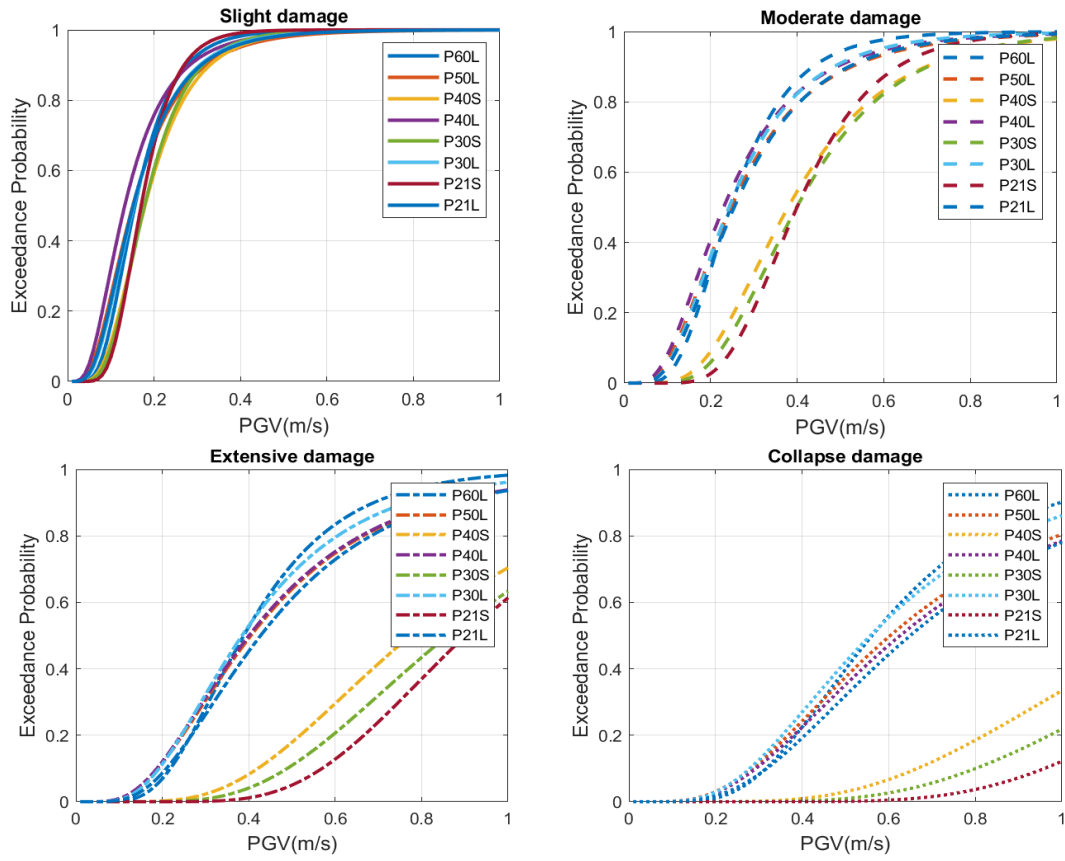 Slight damage
Exceedance Probability
1
0.8
0.6
0.4
0.2
0
0
0.2
0.4
0.6
0.8
1
PGV(m/s)
P60L
P50L
P40S
P40L
P30S
P30L
P21S
P21L
Moderate damage
Exceedance Probability
1
0.8
0.6
0.4
0.2
0
0
0.2
0.4
0.6
0.8
1
PGV(m/s)
P60L
P50L
P40S
P40L
P30S
P30L
P21S
P21L
Extensive damage
Exceedance Probability
1
0.8
0.6
0.4
0.2
0
0
0.2
0.4
0.6
0.8
1
PGV(m/s)
P60L
P50L
P40S
P40L
P30S
P30L
P21S
P21L
Collapse damage
Exceedance Probability
1
0.8
0.6
0.4
0.2
0
0
0.2
0.4
0.6
0.8
1
PGV(m/s)
P60L
P50L
P40S
P40L
P30S
P30L
P21S
P21L